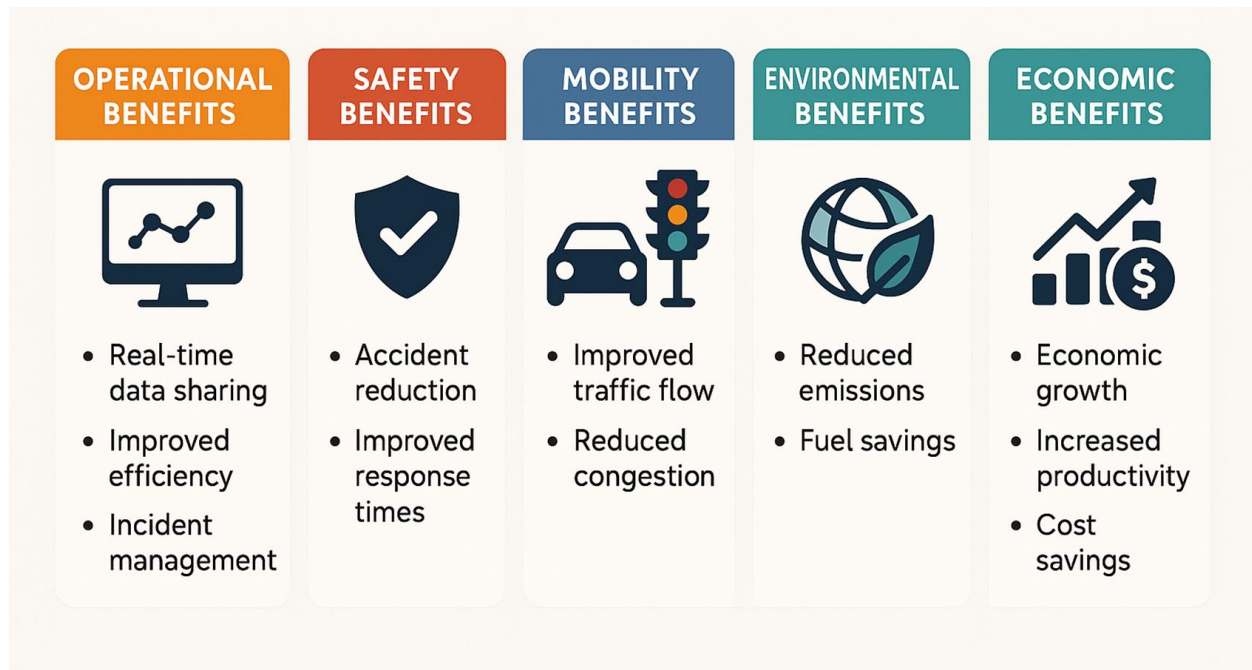 OPERATIONAL
BENEFITS
• Real-time
data sharing
• Improved
efficiency
• Incident
management
SAFETY
BENEFITS
• Accident
reduction
• Improved
response
times
MOBILITY
BENEFITS
• Improved
traffic flow
• Reduced
congestion
ENVIRONMENTAL
BENEFITS
• Reduced
emissions
• Fuel savings
ECONOMIC
BENEFITS
$
• Economic
growth
• Increased
productivity
• Cost
savings